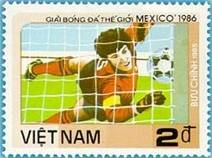 GIẢI BÓNG ĐÁ THẾ GIỚI MEXICO'1986
BƯU CHÍNH 1985
VIỆT NAM 2đ